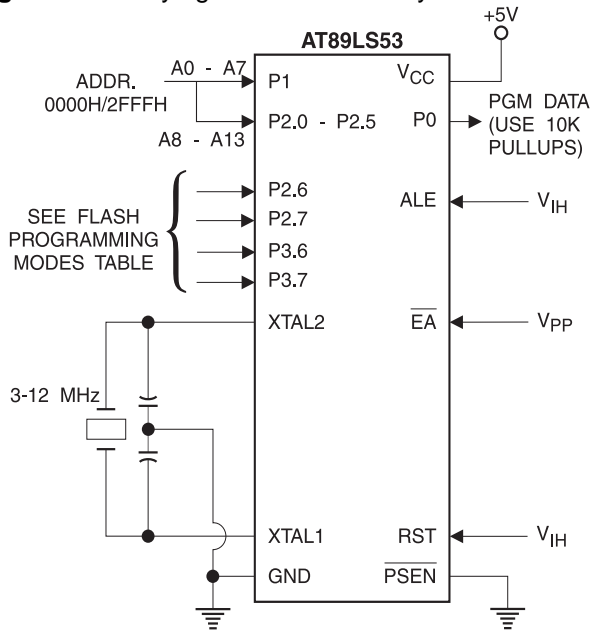 +5V
AT89LS53
A0 - A7
ADDR.
0000H/2FFFH
P1
VCC
A8 - A13
P2.0 - P2.5
P0
PGM DATA
(USE 10K
PULLUPS)
SEE FLASH
PROGRAMMING
MODES TABLE
P2.6
P2.7
P3.6
P3.7
ALE
VIH
XTAL2
EA
VPP
3-12 MHz
XTAL1
RST
VIH
GND
PSEN